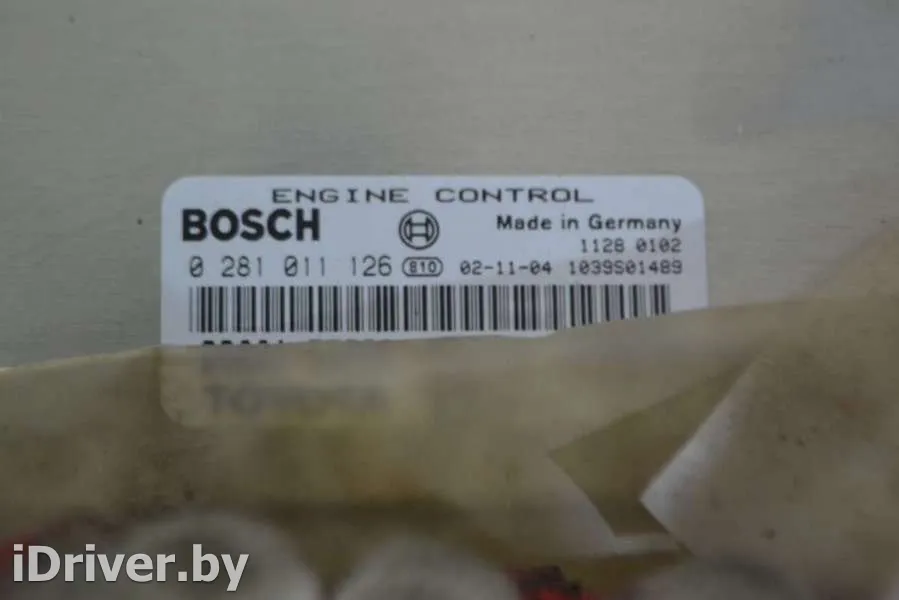 ENGINE CONTROL
BOSCH Made in Germany
1128 0102
0 281 011 126 810 02-11-04 1039S01489
TOYOTA
iDriver.by